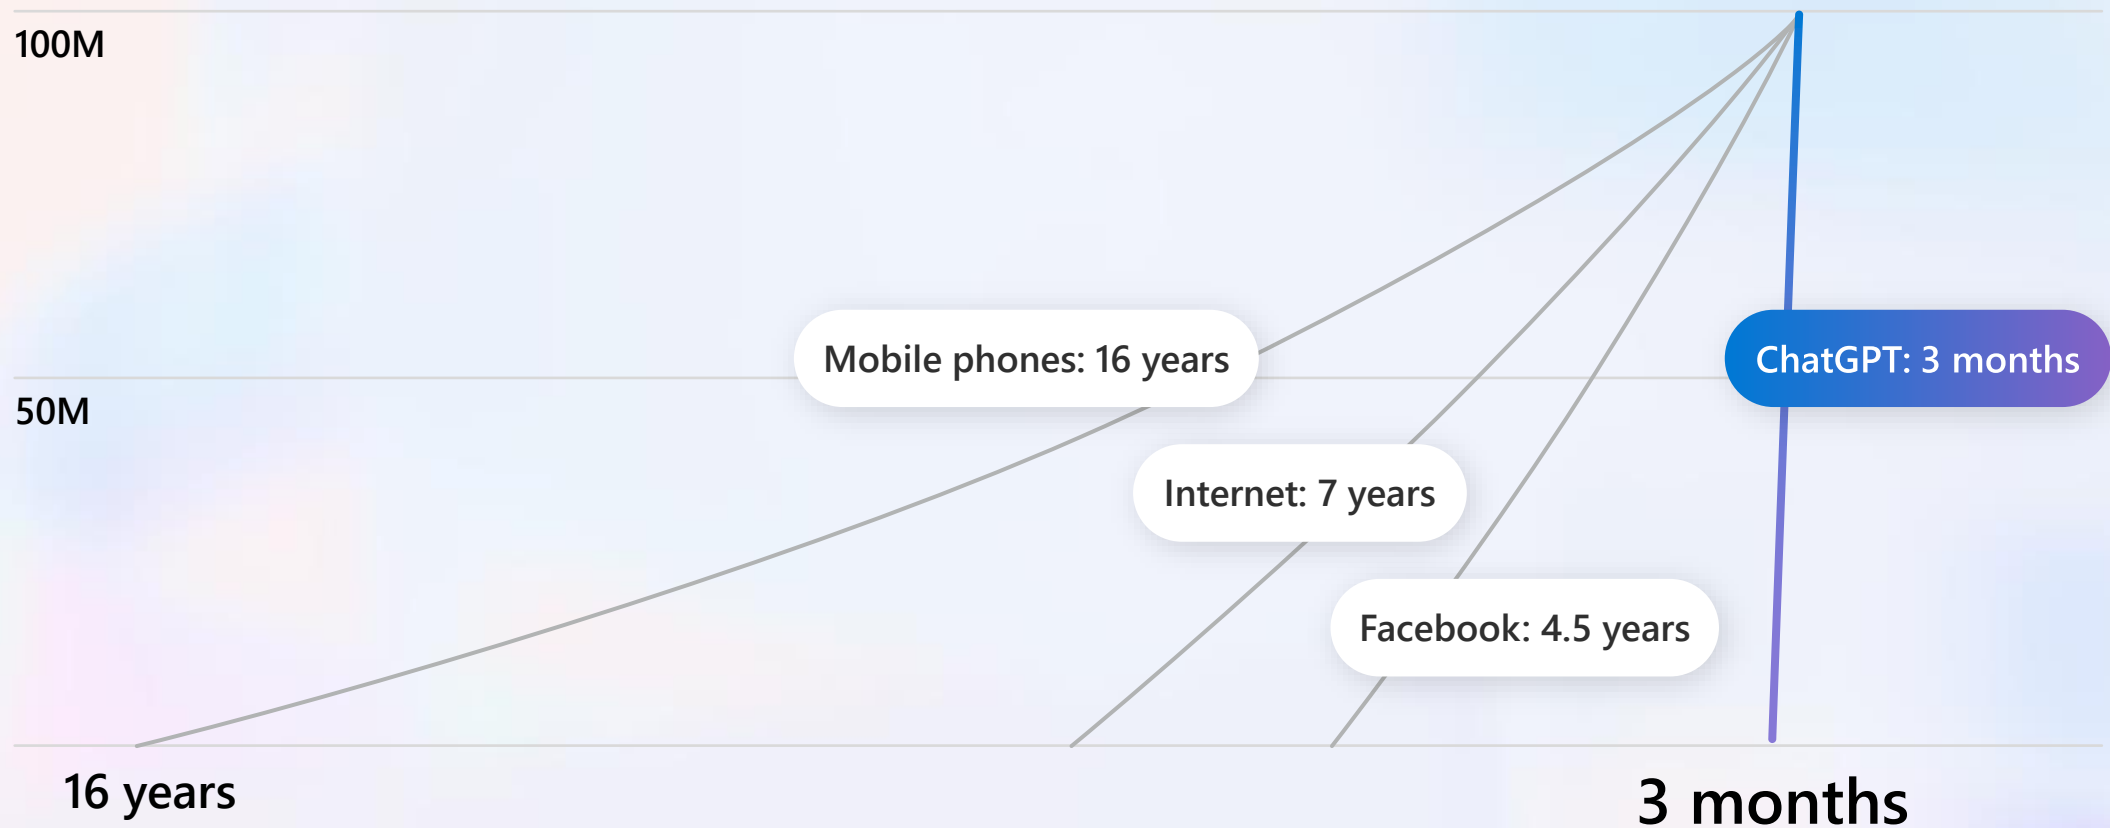 100M
Mobile phones: 16 years
ChatGPT: 3 months
50M
Internet: 7 years
Facebook: 4.5 years
16 years
3 months